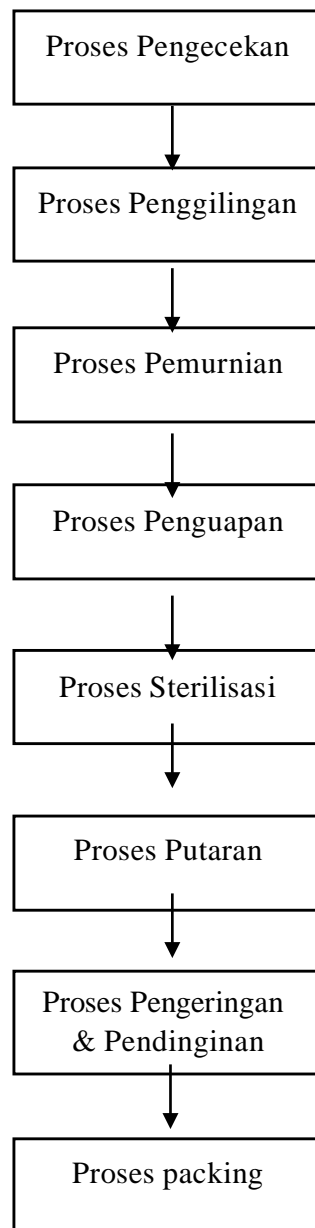 Proses Pengecekan
Proses Penggilingan
Proses Pemurnian
Proses Penguapan
Proses Sterilisasi
Proses Putaran
Proses Pengeringan
& Pendinginan
Proses packing